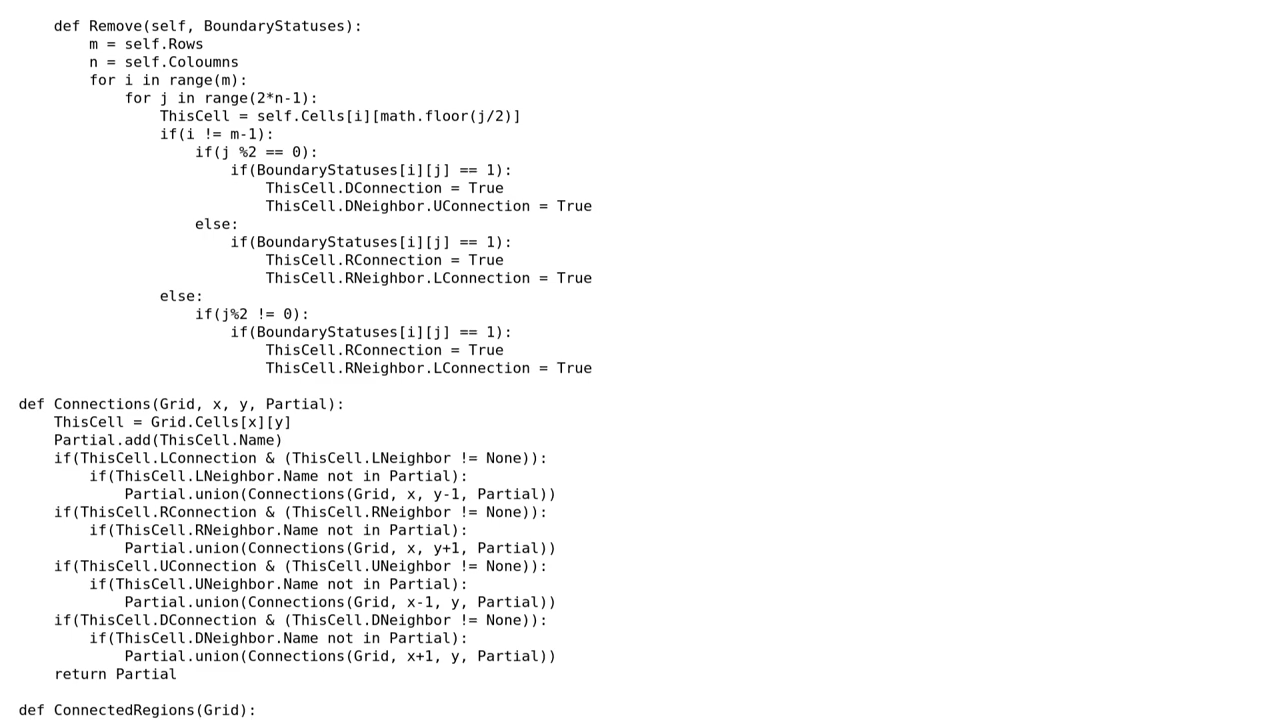 def Remove(self, BoundaryStatuses):
        m = self.Rows
        n = self.Coloumns
        for i in range(m):
            for j in range(2*n-1):
                ThisCell = self.Cells[i][math.floor(j/2)]
                if(i != m-1):
                    if(j %2 == 0):
                        if(BoundaryStatuses[i][j] == 1):
                            ThisCell.DConnection = True
                            ThisCell.DNeighbor.UConnection = True
                    else:
                        if(BoundaryStatuses[i][j] == 1):
                            ThisCell.RConnection = True
                            ThisCell.RNeighbor.LConnection = True
                else:
                    if(j%2 != 0):
                        if(BoundaryStatuses[i][j] == 1):
                            ThisCell.RConnection = True
                            ThisCell.RNeighbor.LConnection = True

def Connections(Grid, x, y, Partial):
    ThisCell = Grid.Cells[x][y]
    Partial.add(ThisCell.Name)
    if(ThisCell.LConnection & (ThisCell.LNeighbor != None)):
        if(ThisCell.LNeighbor.Name not in Partial):
            Partial.union(Connections(Grid, x, y-1, Partial))
    if(ThisCell.RConnection & (ThisCell.RNeighbor != None)):
        if(ThisCell.RNeighbor.Name not in Partial):
            Partial.union(Connections(Grid, x, y+1, Partial))
    if(ThisCell.UConnection & (ThisCell.UNeighbor != None)):
        if(ThisCell.UNeighbor.Name not in Partial):
            Partial.union(Connections(Grid, x-1, y, Partial))
    if(ThisCell.DConnection & (ThisCell.DNeighbor != None)):
        if(ThisCell.DNeighbor.Name not in Partial):
            Partial.union(Connections(Grid, x+1, y, Partial))
    return Partial

def ConnectedRegions(Grid):